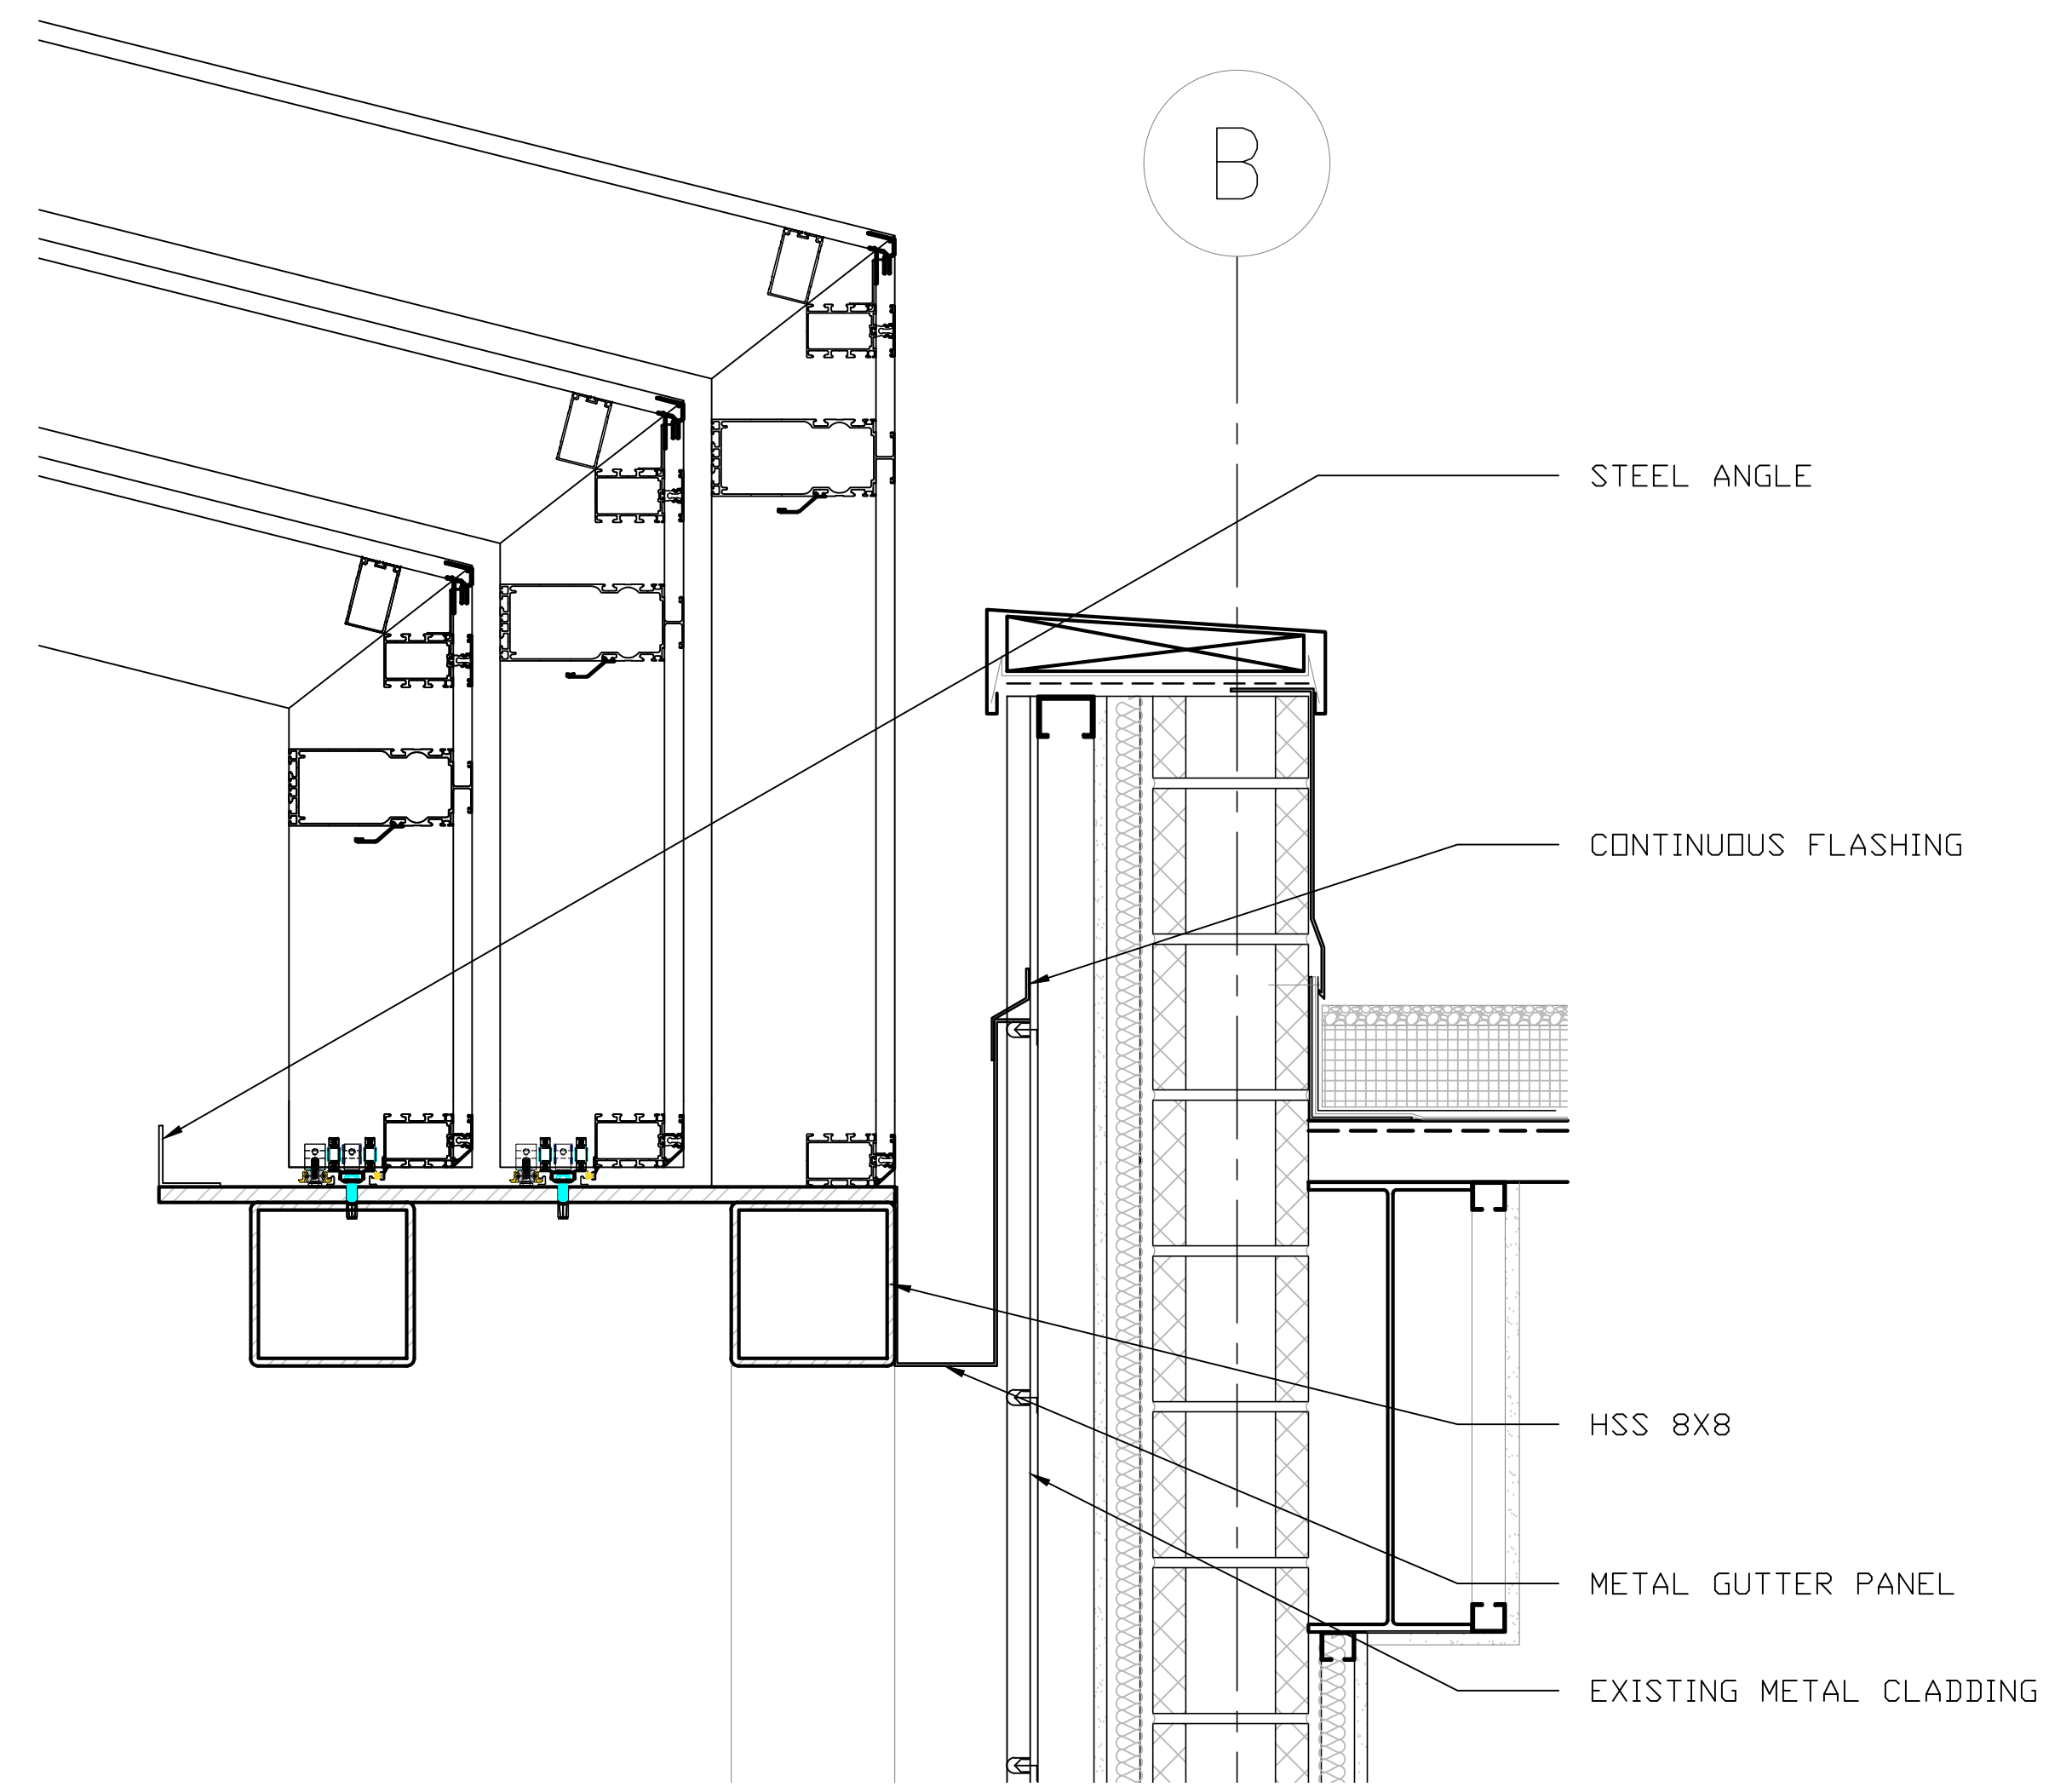 B
STEEL ANGLE
CONTINUOUS FLASHING
HSS 8X8
METAL GUTTER PANEL
EXISTING METAL CLADDING